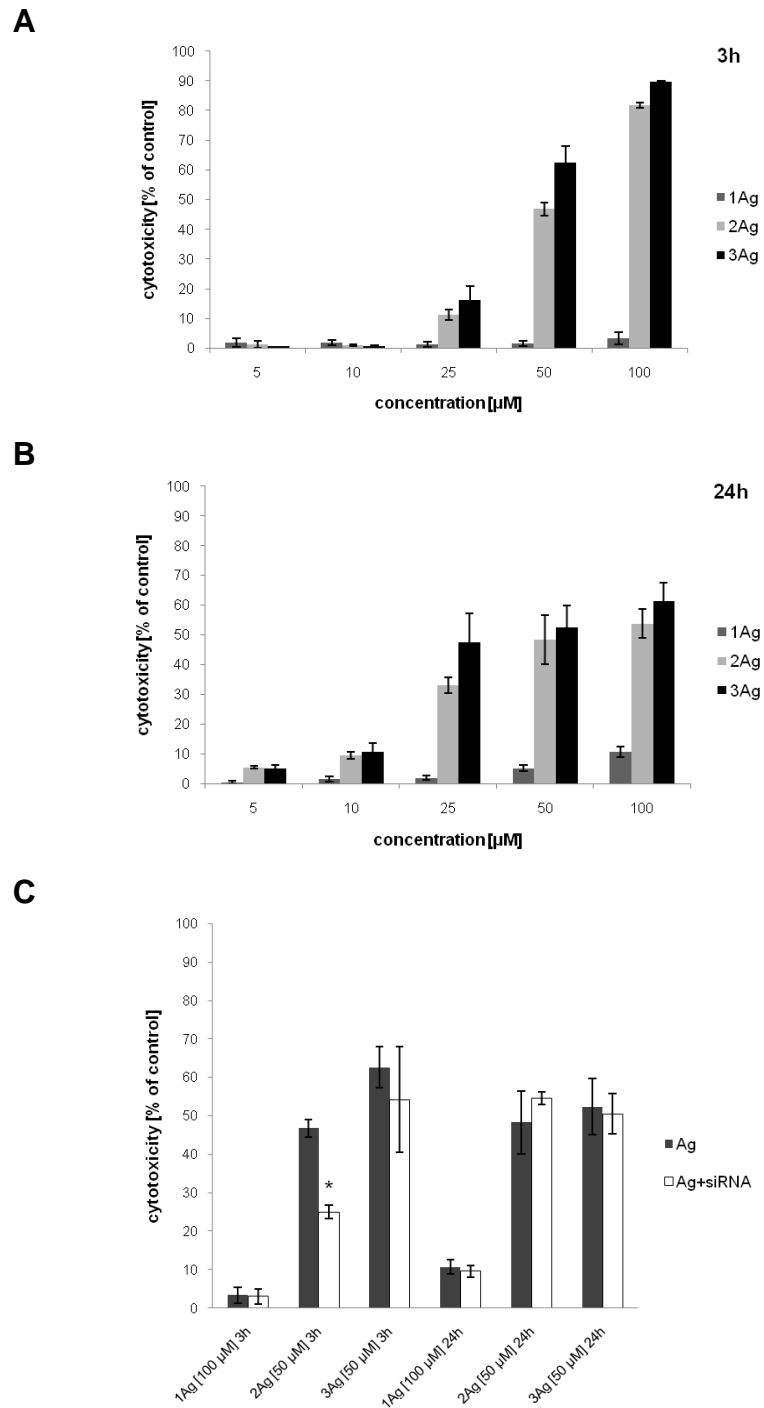 A
3h
100
90
80
70
60
50
40
30
20
10
0
cytotoxicity [% of control]
5 10 25 50 100
concentration [µM]
1Ag
2Ag
3Ag
B
24h
100
90
80
70
60
50
40
30
20
10
0
cytotoxicity [% of control]
5 10 25 50 100
concentration [µM]
1Ag
2Ag
3Ag
C
100
90
80
70
60
50
40
30
20
10
0
cytotoxicity [% of control]
*
Ag
Ag+siRNA
1Ag [100 µM] 3h
2Ag [50 µM] 3h
3Ag [50 µM] 3h
1Ag [100 µM] 24h
2Ag [50 µM] 24h
3Ag [50 µM] 24h